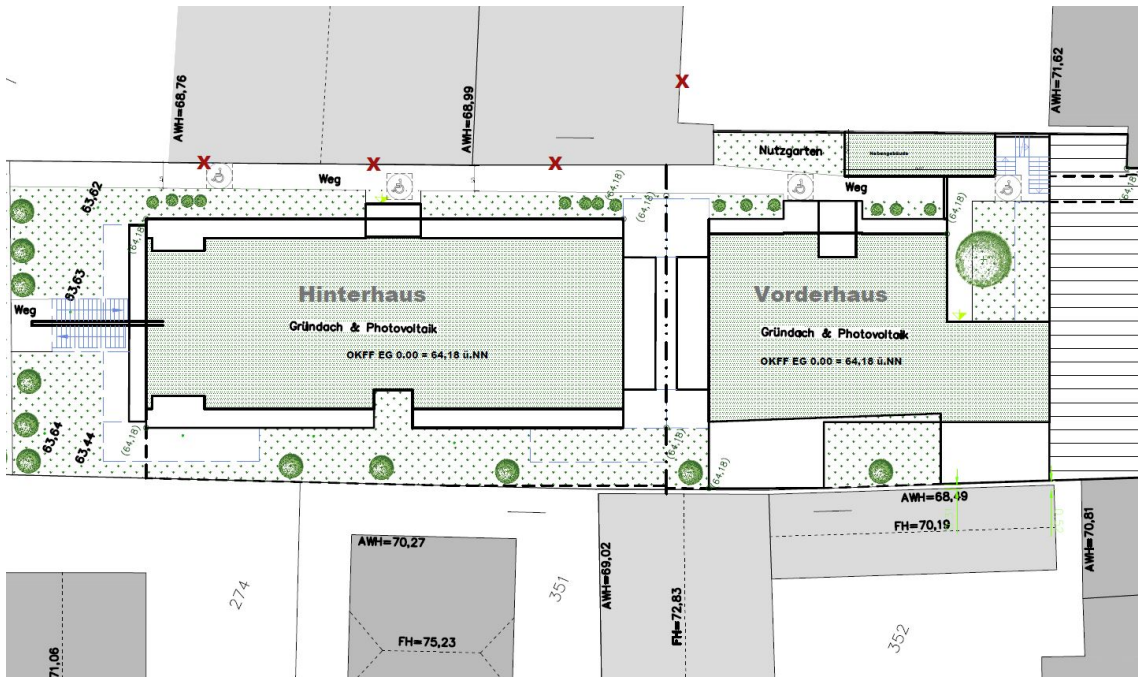 AWH=68,76
AWH=68,99
AWH=71,62
X
X
X
X
Nutzgarten
Nebengebäude
Weg
Weg
(64,18)
(64,18)
(64,18)
(64,18)
63,62
63,63
Weg
Hinterhaus
Gründach & Photovoltaik
OKFF EG 0.00 = 64,18 ü.NN
Vorderhaus
Gründach & Photovoltaik
OKFF EG 0.00 = 64,18 ü.NN
63,64
63,44
(64,18)
(64,18)
(64,18)
AWH=68,49
FH=70,19
AWH=70,27
AWH=69,02
AWH=70,81
274
351
352
FH=75,23
FH=72,83
71,06